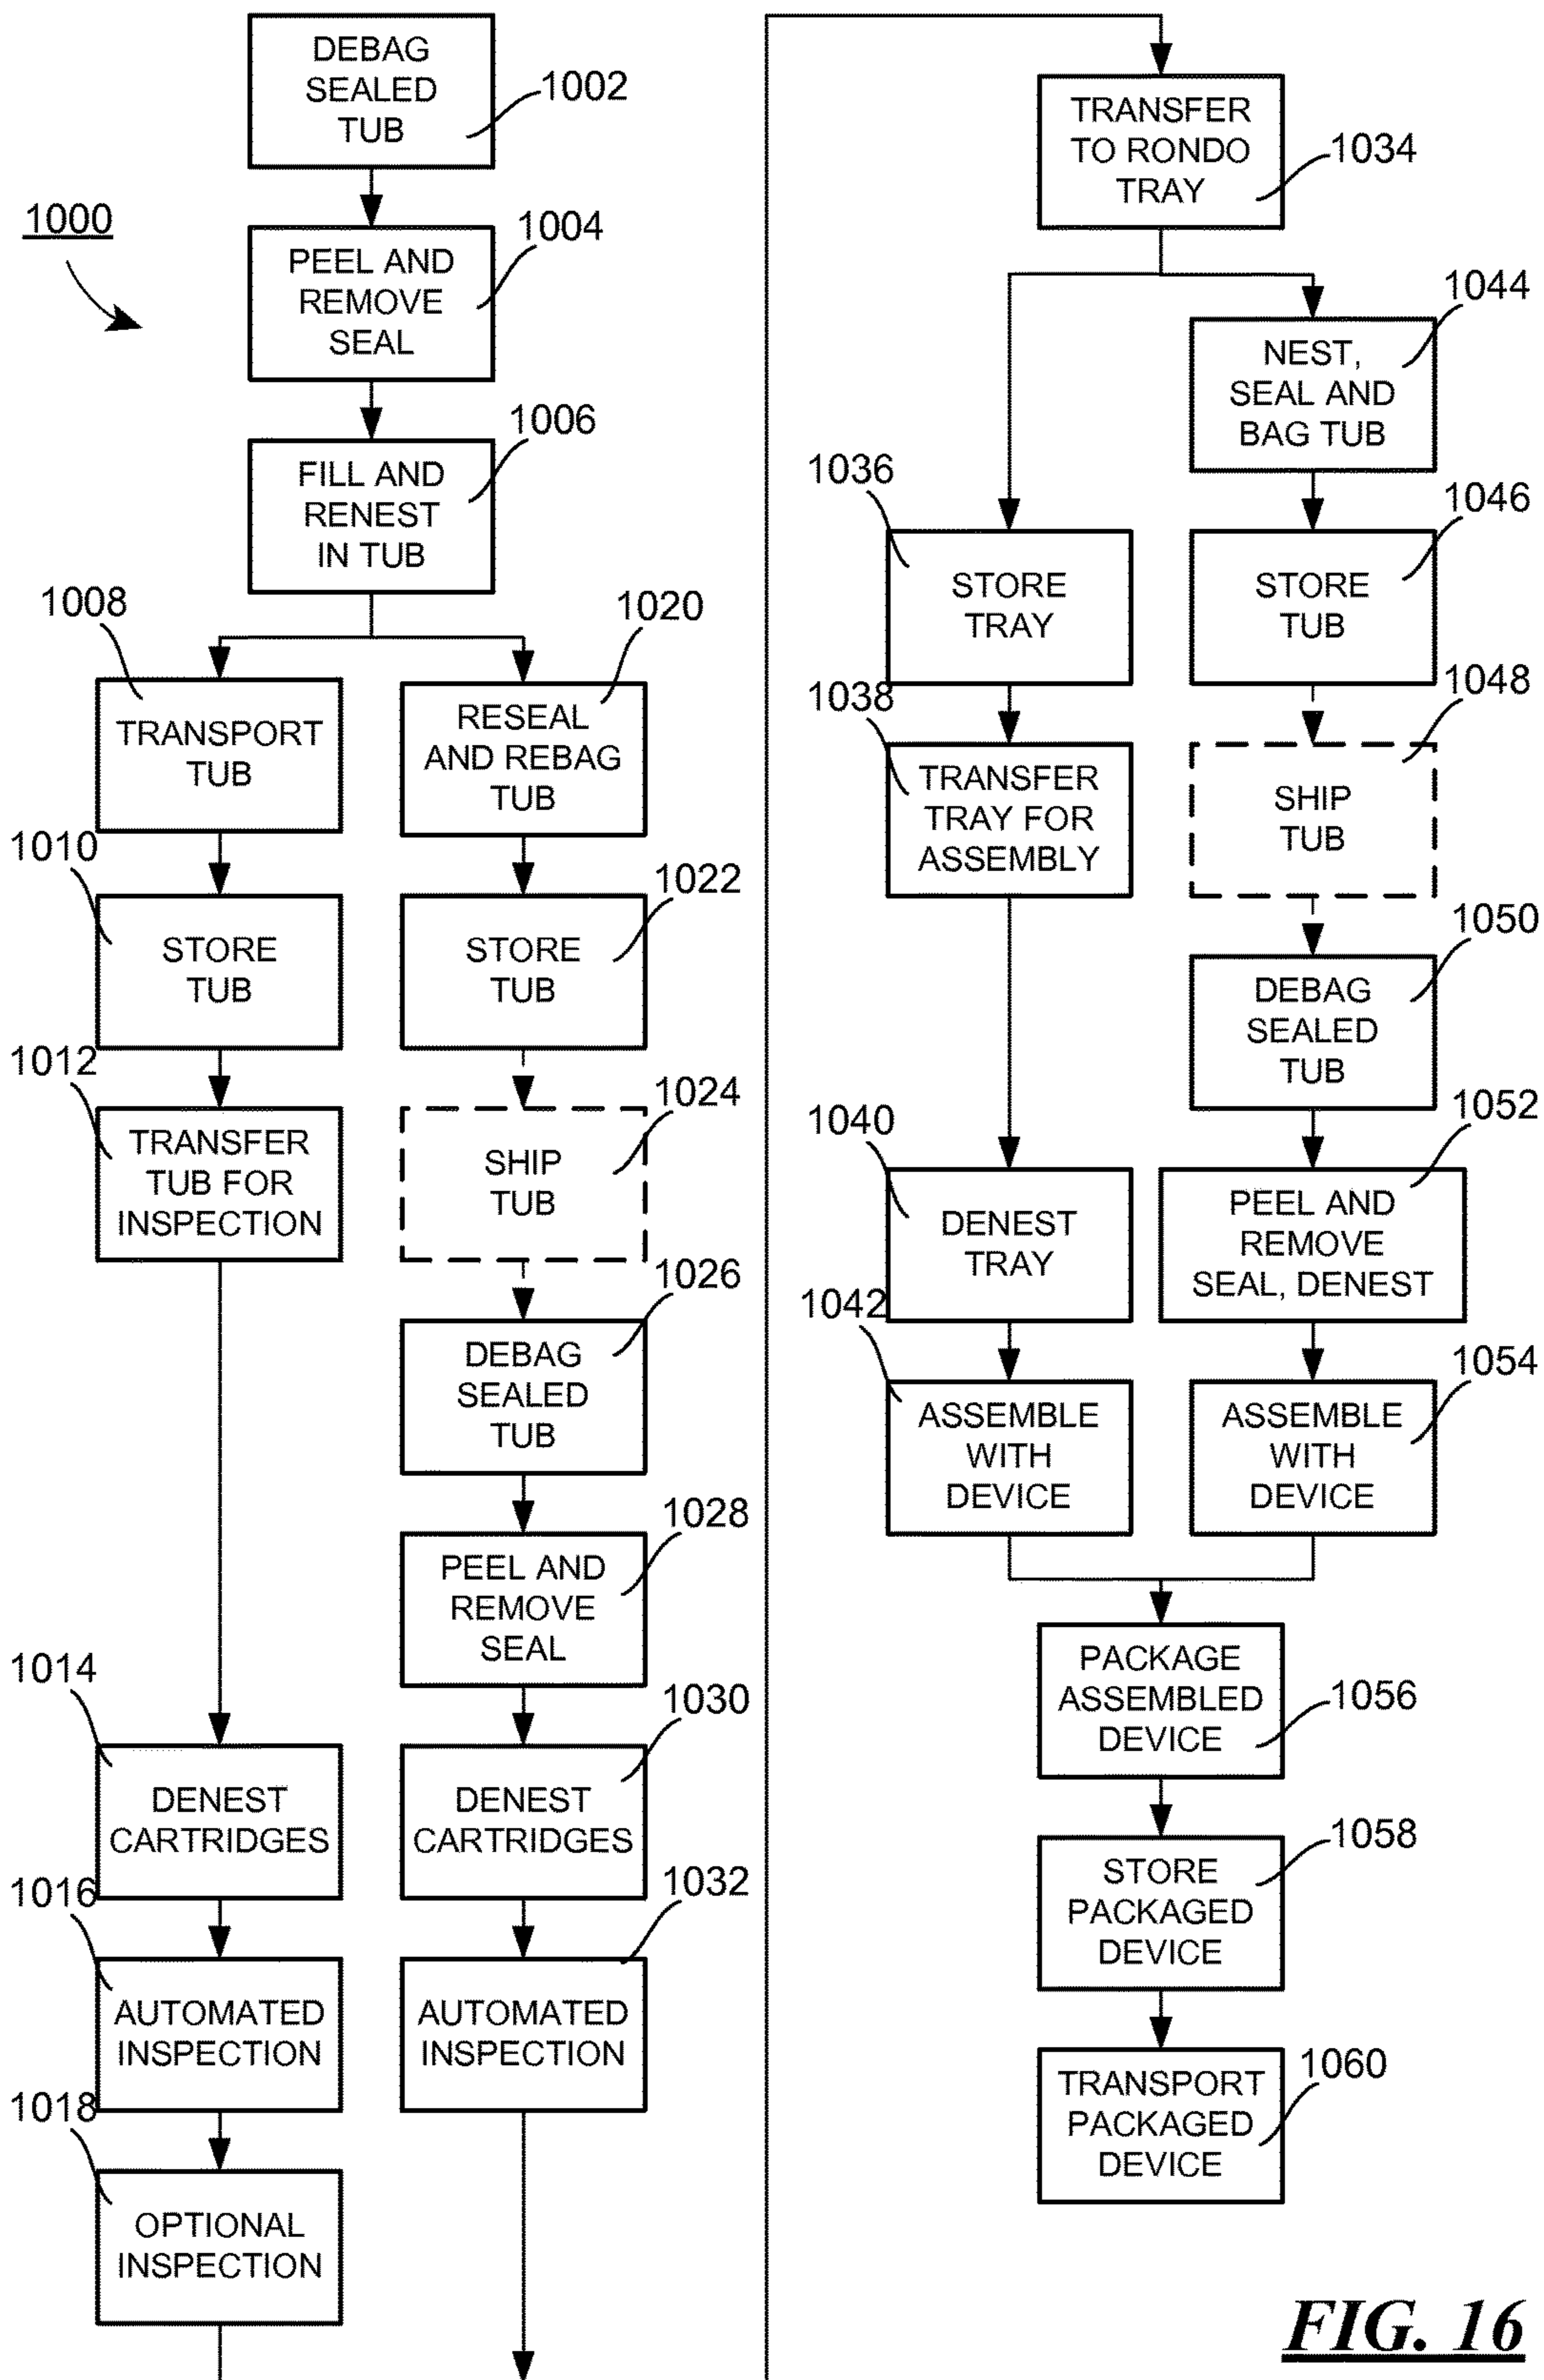 1000
DEBAG
SEALED
TUB
1002
PEEL AND
REMOVE
SEAL
1004
FILL AND
RENEST
IN TUB
1006
1008
TRANSPORT
TUB
1010
STORE
TUB
1012
TRANSFER
TUB FOR
INSPECTION
1014
DENEST
CARTRIDGES
1016
AUTOMATED
INSPECTION
1018
OPTIONAL
INSPECTION
1020
RESEAL
AND REBAG
TUB
1022
STORE
TUB
1024
SHIP
TUB
1026
DEBAG
SEALED
TUB
1028
PEEL AND
REMOVE
SEAL
1030
DENEST
CARTRIDGES
1032
AUTOMATED
INSPECTION
TRANSFER
TO RONDO
TRAY
1034
1036
STORE
TRAY
1038
TRANSFER
TRAY FOR
ASSEMBLY
1040
DENEST
TRAY
1042
ASSEMBLE
WITH
DEVICE
1044
NEST,
SEAL AND
BAG TUB
1046
STORE
TUB
1048
SHIP
TUB
1050
DEBAG
SEALED
TUB
1052
PEEL AND
REMOVE
SEAL, DENEST
1054
ASSEMBLE
WITH
DEVICE
PACKAGE
ASSEMBLED
DEVICE
1056
STORE
PACKAGED
DEVICE
1058
TRANSPORT
PACKAGED
DEVICE
1060
FIG. 16